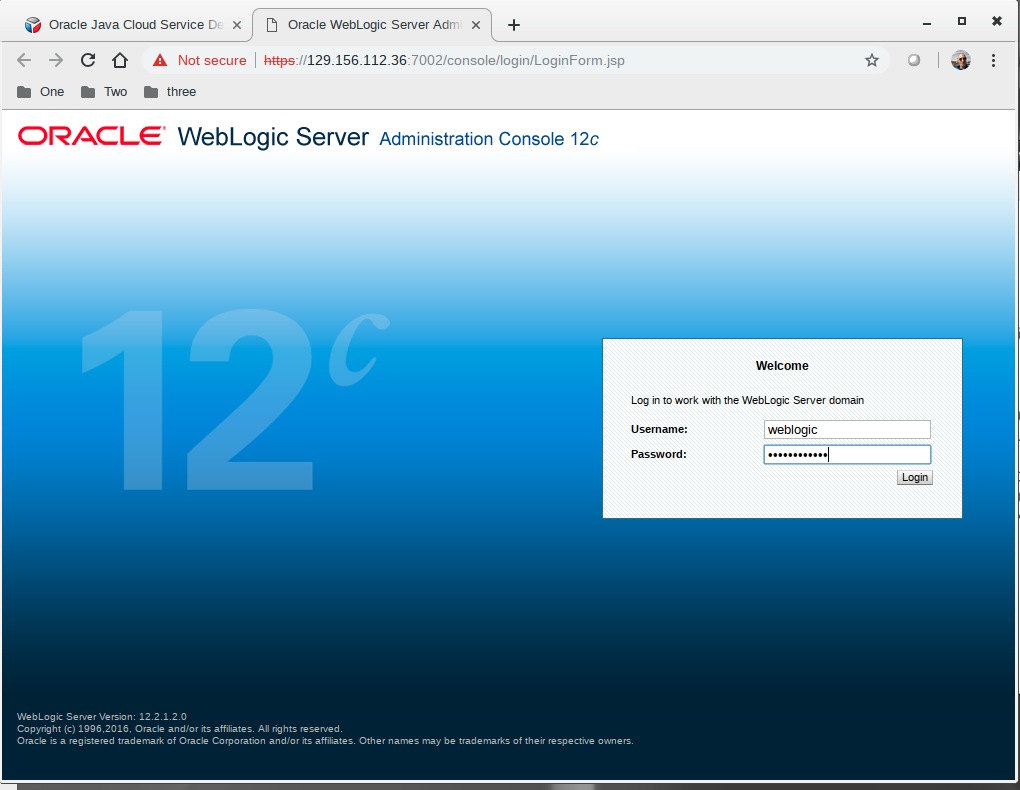 Oracle Java Cloud Service De
Oracle WebLogic Server Adm
Not secure https://129.156.112.36:7002/console/login/LoginForm.jsp
One Two three
ORACLE WebLogic Server Administration Console 12c
12c
Welcome
Log in to work with the WebLogic Server domain
Username: weblogic
Password: ••••••••••••
Login
WebLogic Server Version: 12.2.1.2.0
Copyright (c) 1996,2016, Oracle and/or its affiliates. All rights reserved.
Oracle is a registered trademark of Oracle Corporation and/or its affiliates. Other names may be trademarks of their respective owners.